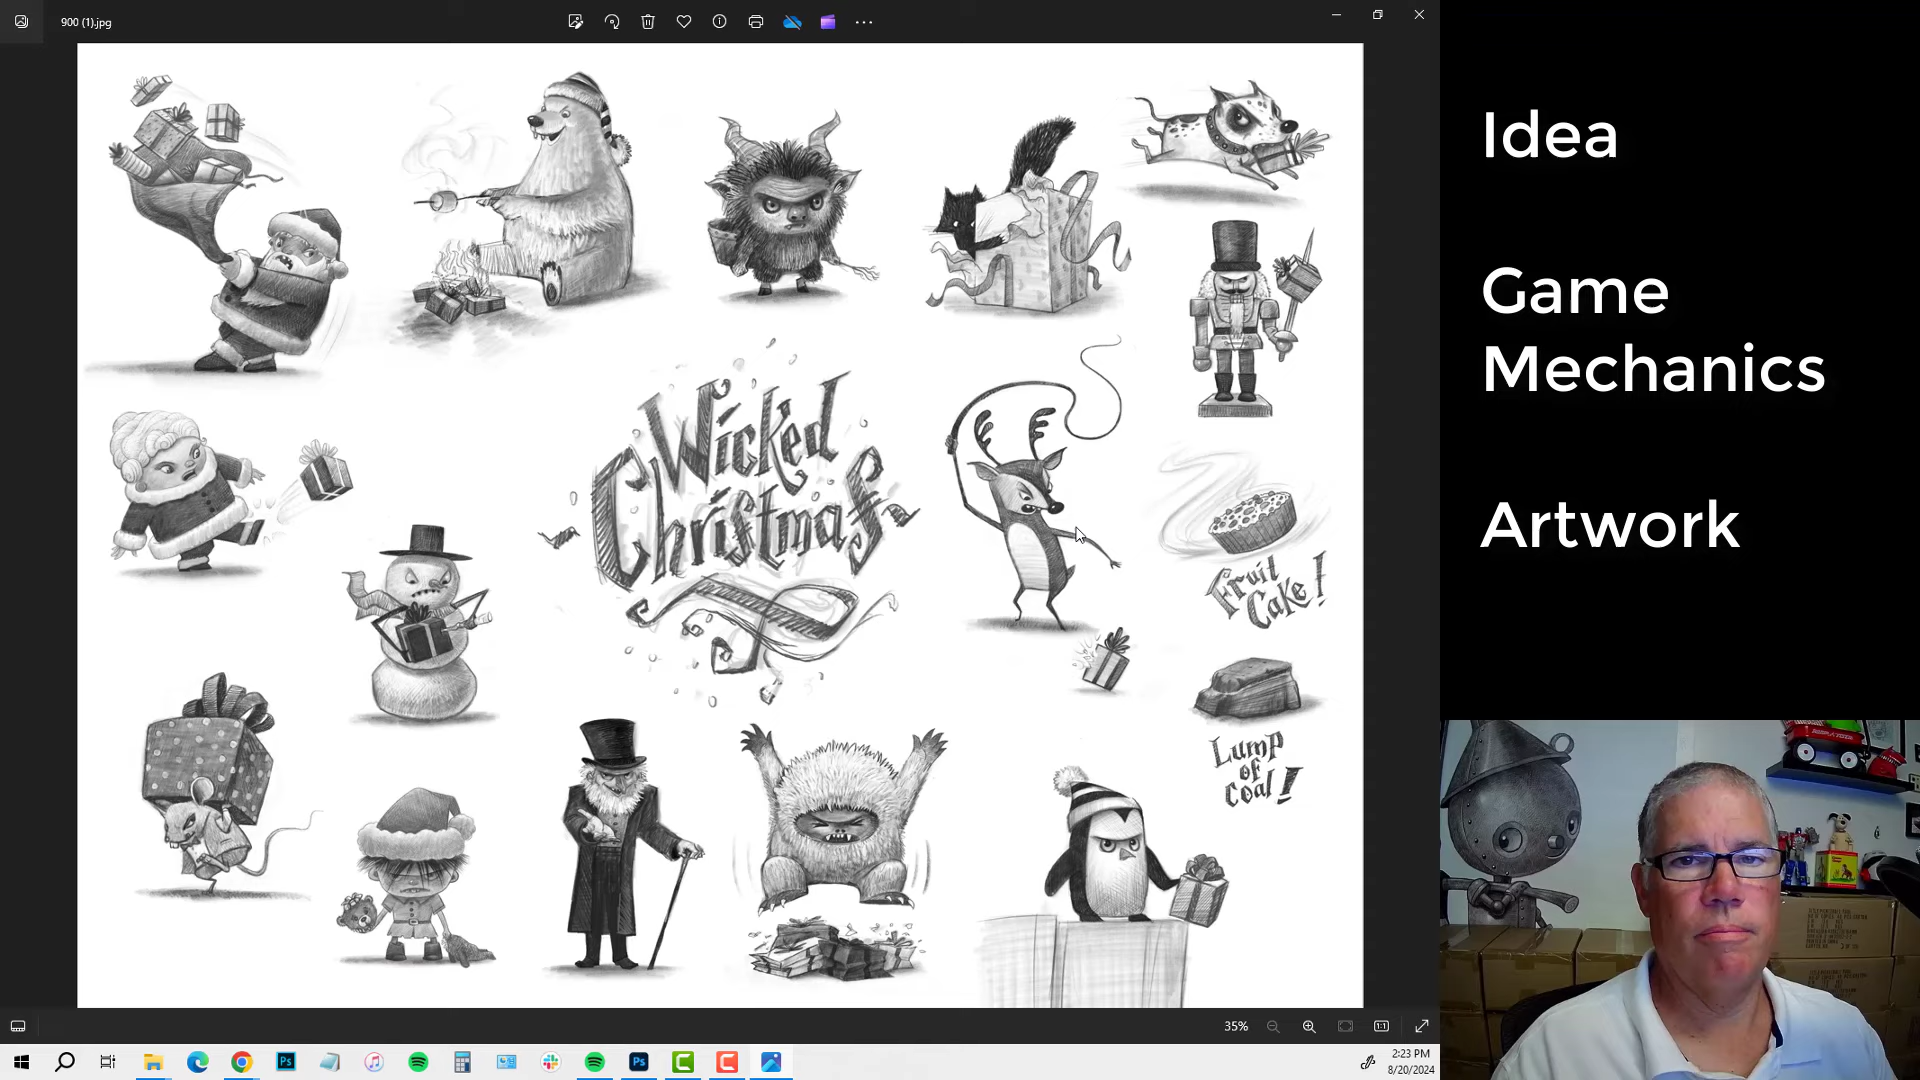 900 (1).jpg
Idea
Game
Mechanics
Artwork
Wicked
Christmas
Fruit
Cake!
Lump
of
Coal!
35%
2:23 PM
8/20/2024